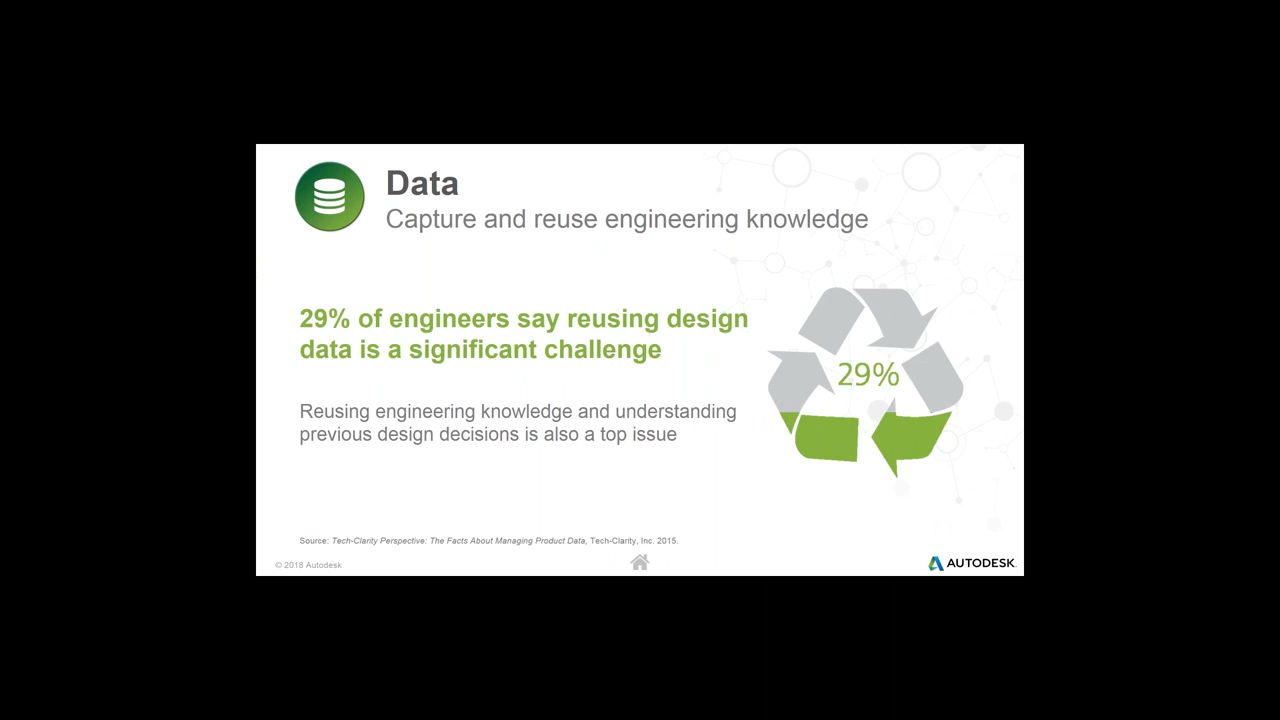 Data
Capture and reuse engineering knowledge
29% of engineers say reusing design
data is a significant challenge
29%
Reusing engineering knowledge and understanding
previous design decisions is also a top issue
Source: Tech-Clarity Perspective: The Facts About Managing Product Data, Tech-Clarity, Inc. 2015.
© 2018 Autodesk
AUTODESK.